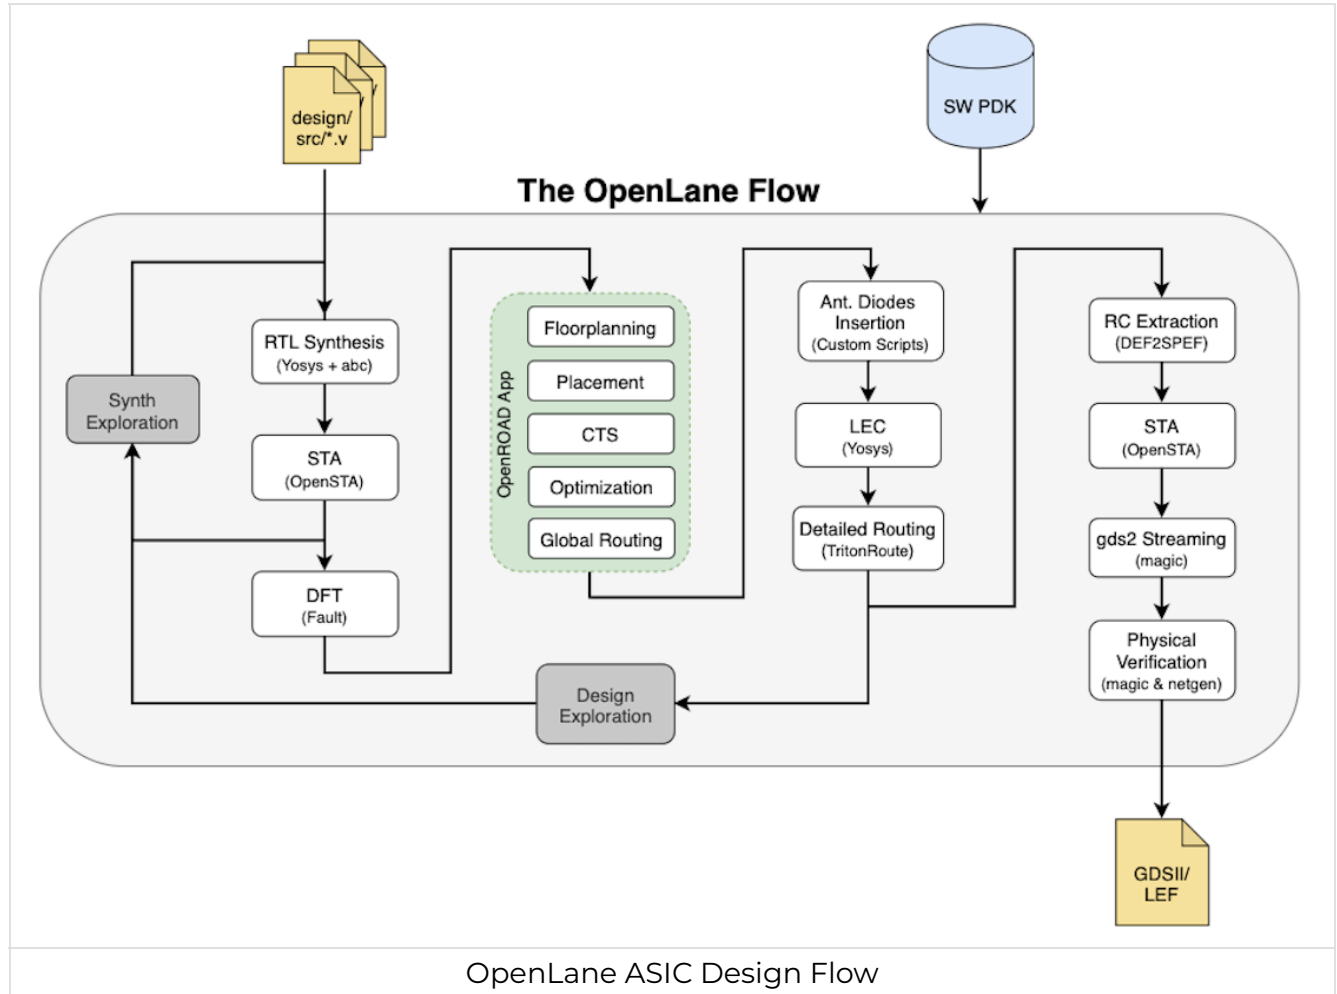 design/
src/*.v
SW PDK
The OpenLane Flow
RTL Synthesis
(Yosys + abc)
Synth
Exploration
STA
(OpenSTA)
DFT
(Fault)
OpenROAD App
Floorplanning
Placement
CTS
Optimization
Global Routing
Design
Exploration
Ant. Diodes
Insertion
(Custom Scripts)
LEC
(Yosys)
Detailed Routing
(TritonRoute)
RC Extraction
(DEF2SPEF)
STA
(OpenSTA)
gds2 Streaming
(magic)
Physical
Verification
(magic & netgen)
GDSII/
LEF
OpenLane ASIC Design Flow